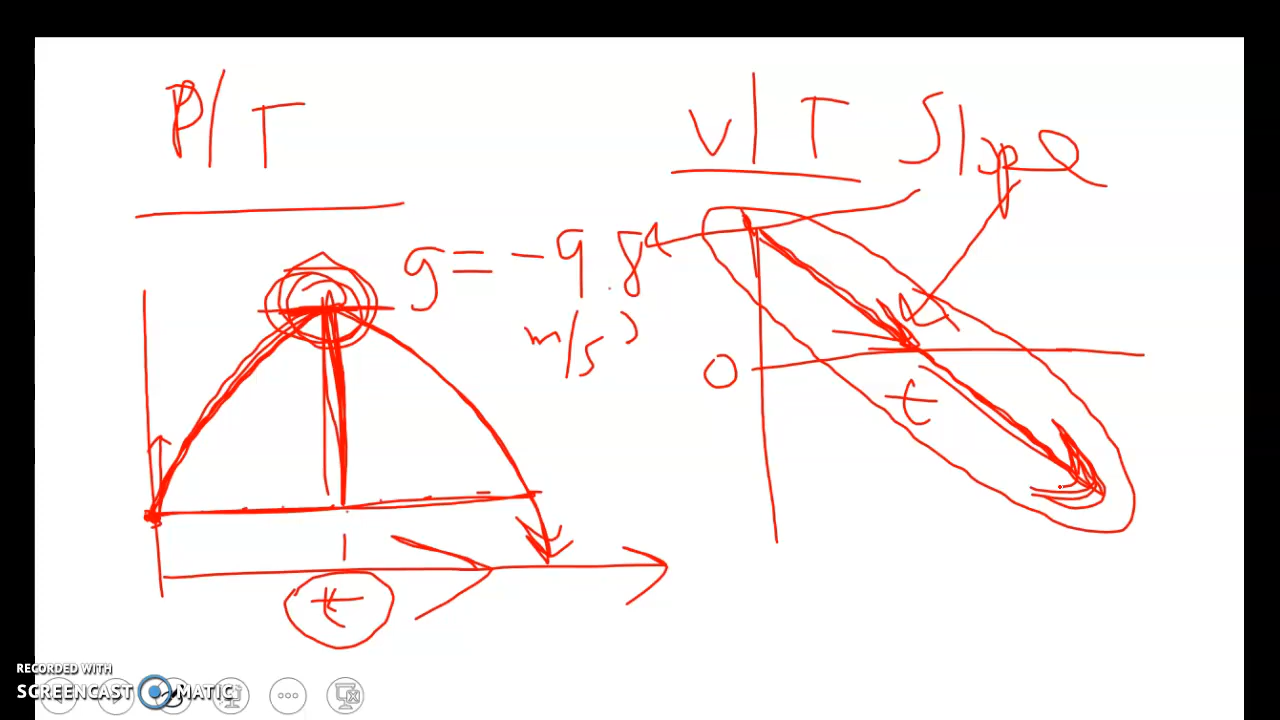 P/T
V/T Slope
g = -9.8
m/s²
0
t
t
RECORDED WITH
SCREENCAST MATIC